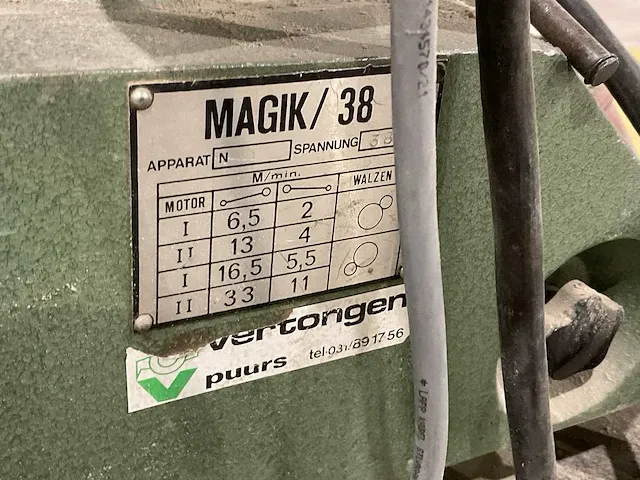 MAGIK/ 38
APPARAT N SPANNUNG 38
M/min.
MOTOR WALZEN
I 6,5 2
II 13 4
I 16,5 5,5
II 33 11
vertongen
puurs tel·031/891756